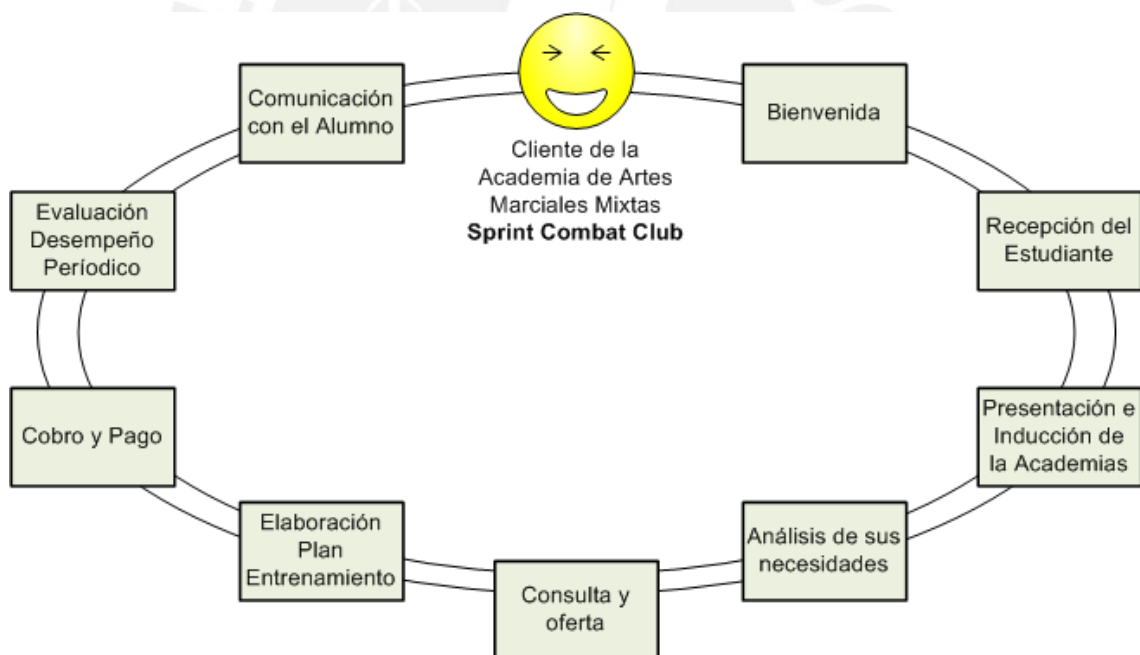 Cliente de la
Academia de Artes
Marciales Mixtas
Sprint Combat Club
Bienvenida
Recepción del
Estudiante
Presentación e
Inducción de
la Academias
Análisis de sus
necesidades
Consulta y
oferta
Elaboración
Plan
Entrenamiento
Cobro y Pago
Evaluación
Desempeño
Períodico
Comunicación
con el Alumno